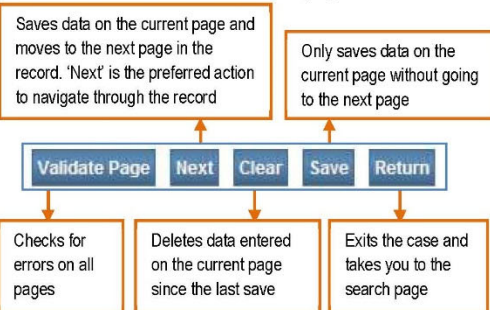 Saves data on the current page and
moves to the next page in the
record. ‘Next’ is the preferred action
to navigate through the record
Only saves data on the
current page without going
to the next page
Validate Page Next Clear Save Return
Checks for
errors on all
pages
Deletes data entered
on the current page
since the last save
Exits the case and
takes you to the
search page